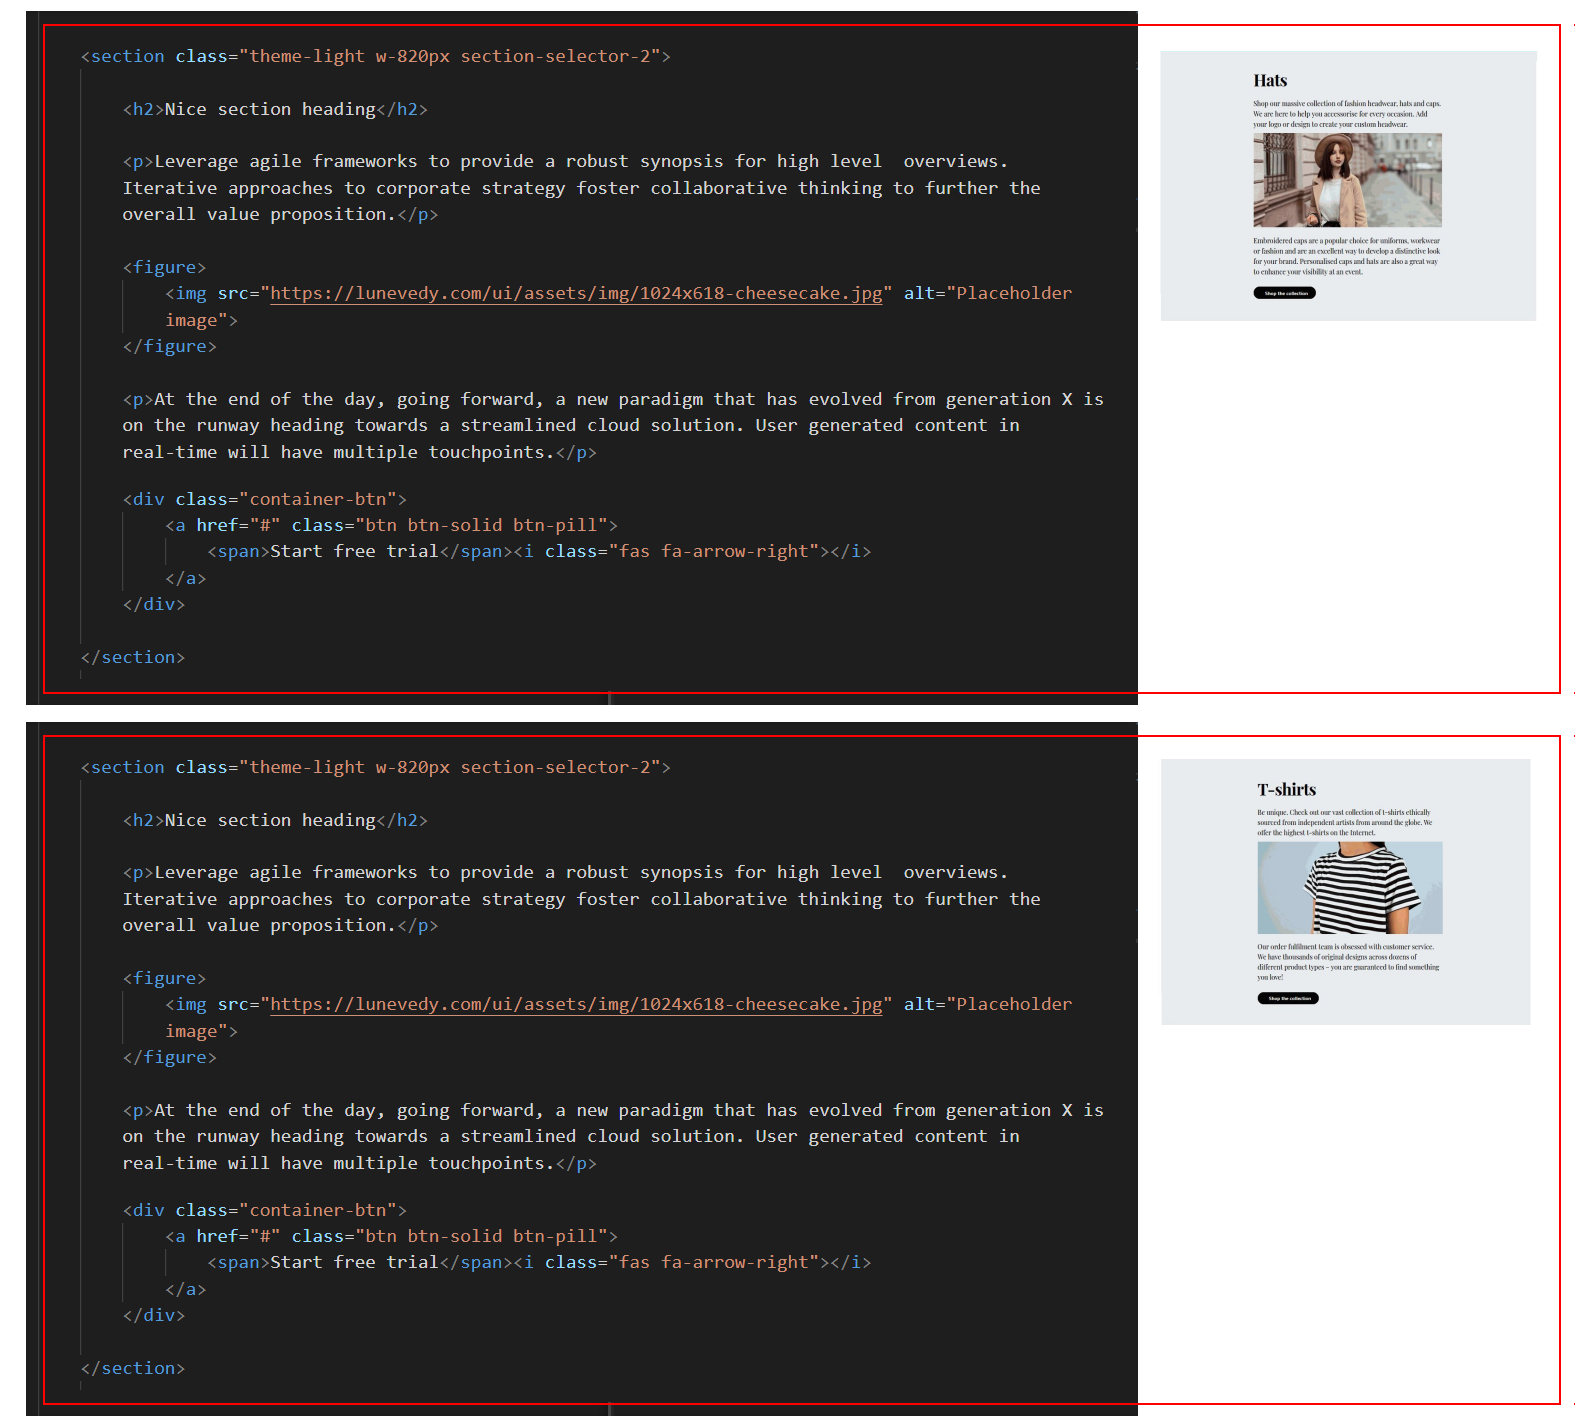 <section class="theme-light w-820px section-selector-2">
<h2>Nice section heading</h2>
<p>Leverage agile frameworks to provide a robust synopsis for high level  overviews.
Iterative approaches to corporate strategy foster collaborative thinking to further the
overall value proposition.</p>
<figure>
<img src="https://lunevedy.com/ui/assets/img/1024x618-cheesecake.jpg" alt="Placeholder
image">
</figure>
<p>At the end of the day, going forward, a new paradigm that has evolved from generation X is
on the runway heading towards a streamlined cloud solution. User generated content in
real-time will have multiple touchpoints.</p>
<div class="container-btn">
<a href="#" class="btn btn-solid btn-pill">
<span>Start free trial</span><i class="fas fa-arrow-right"></i>
</a>
</div>
</section>
Hats
Shop our massive collection of fashion headwear, hats and caps.
We are here to help you accessorise for every occasion. Add
your logo or design to create your custom headwear.
Embroidered caps are a popular choice for uniforms, workwear
or fashion and are an excellent way to develop a distinctive look
for your brand. Personalised caps and hats are also a great way
to enhance your visibility at an event.
Shop the collection
<section class="theme-light w-820px section-selector-2">
<h2>Nice section heading</h2>
<p>Leverage agile frameworks to provide a robust synopsis for high level  overviews.
Iterative approaches to corporate strategy foster collaborative thinking to further the
overall value proposition.</p>
<figure>
<img src="https://lunevedy.com/ui/assets/img/1024x618-cheesecake.jpg" alt="Placeholder
image">
</figure>
<p>At the end of the day, going forward, a new paradigm that has evolved from generation X is
on the runway heading towards a streamlined cloud solution. User generated content in
real-time will have multiple touchpoints.</p>
<div class="container-btn">
<a href="#" class="btn btn-solid btn-pill">
<span>Start free trial</span><i class="fas fa-arrow-right"></i>
</a>
</div>
</section>
T-shirts
Be unique. Check out our vast collection of t-shirts ethically
sourced from independent artists from around the globe. We
offer the highest t-shirts on the Internet.
Our order fulfilment team is obsessed with customer service.
We have thousands of original designs across dozens of
different product types – you are guaranteed to find something
you love!
Shop the collection